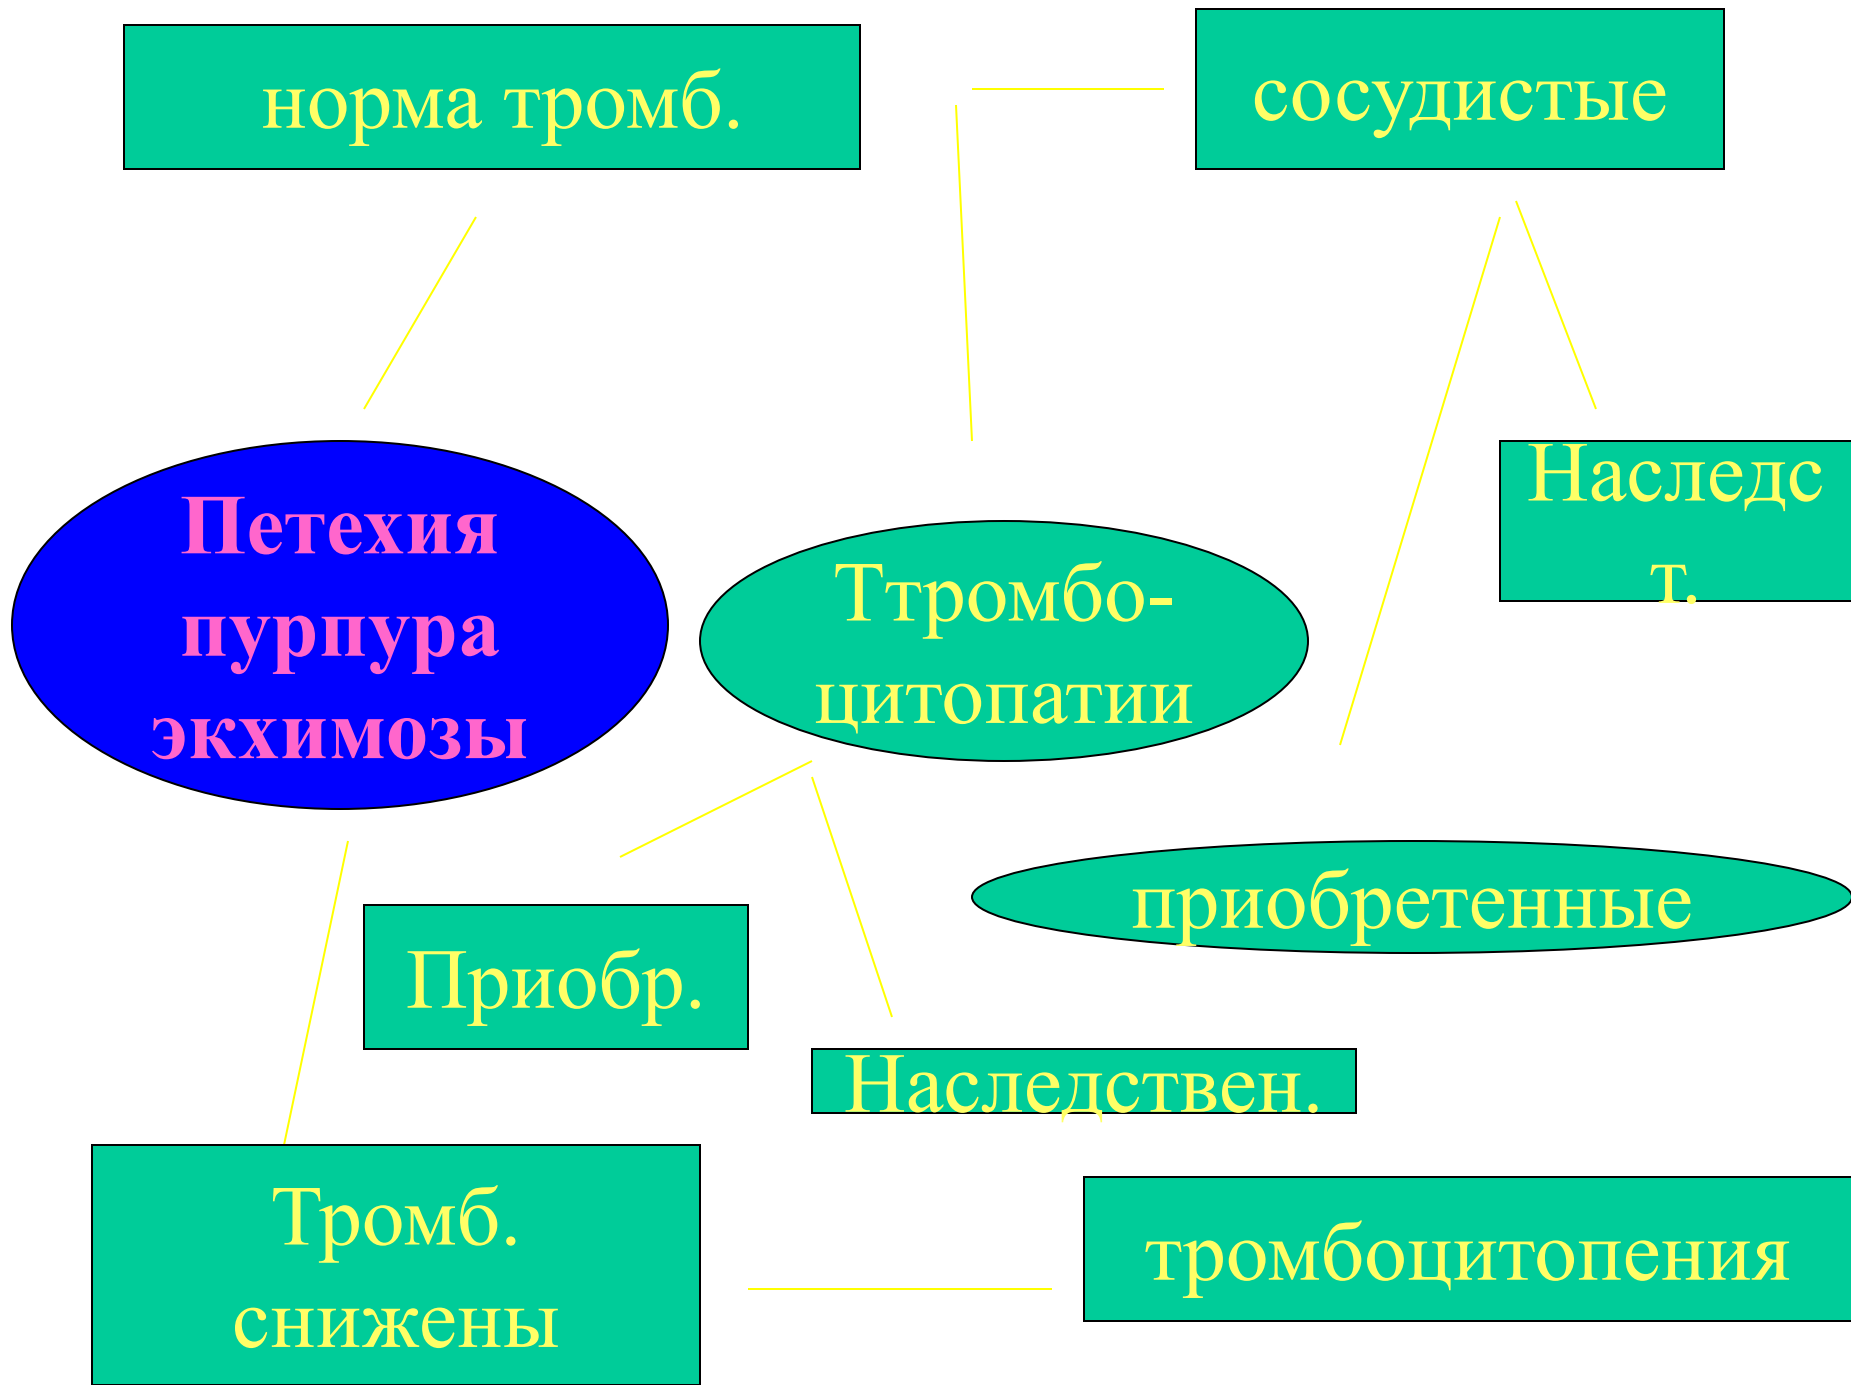 норма тромб.
сосудистые
Наследс
т.
Петехия
пурпура
экхимозы
Ттромбо-
цитопатии
приобретенные
Приобр.
Наследствен.
Тромб.
снижены
тромбоцитопения